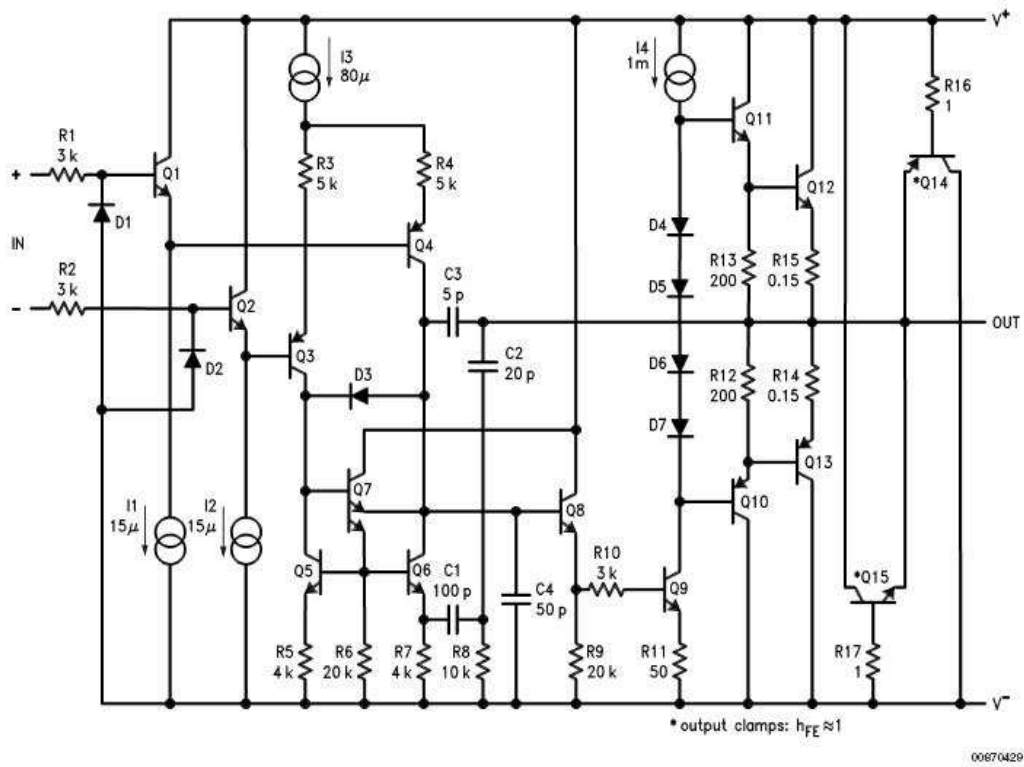 V+
I3
80μ
I4
1m
R16
1
R1
3 k
+
Q1
R3
5 k
R4
5 k
Q11
*Q14
Q12
D1
IN
Q4
D4
R2
3 k
C3
5 p
R13
200
R15
0.15
D5
-
Q2
OUT
Q3
D2
C2
20 p
D6
R12
200
R14
0.15
D3
D7
Q13
Q7
Q8
Q10
I1
15μ
I2
15μ
R10
3 k
Q5
Q6
C1
100 p
C4
50 p
Q9
*Q15
R5
4 k
R6
20 k
R7
4 k
R8
10 k
R9
20 k
R11
50
R17
1
V-
* output clamps: hFE ≈ 1
00870429